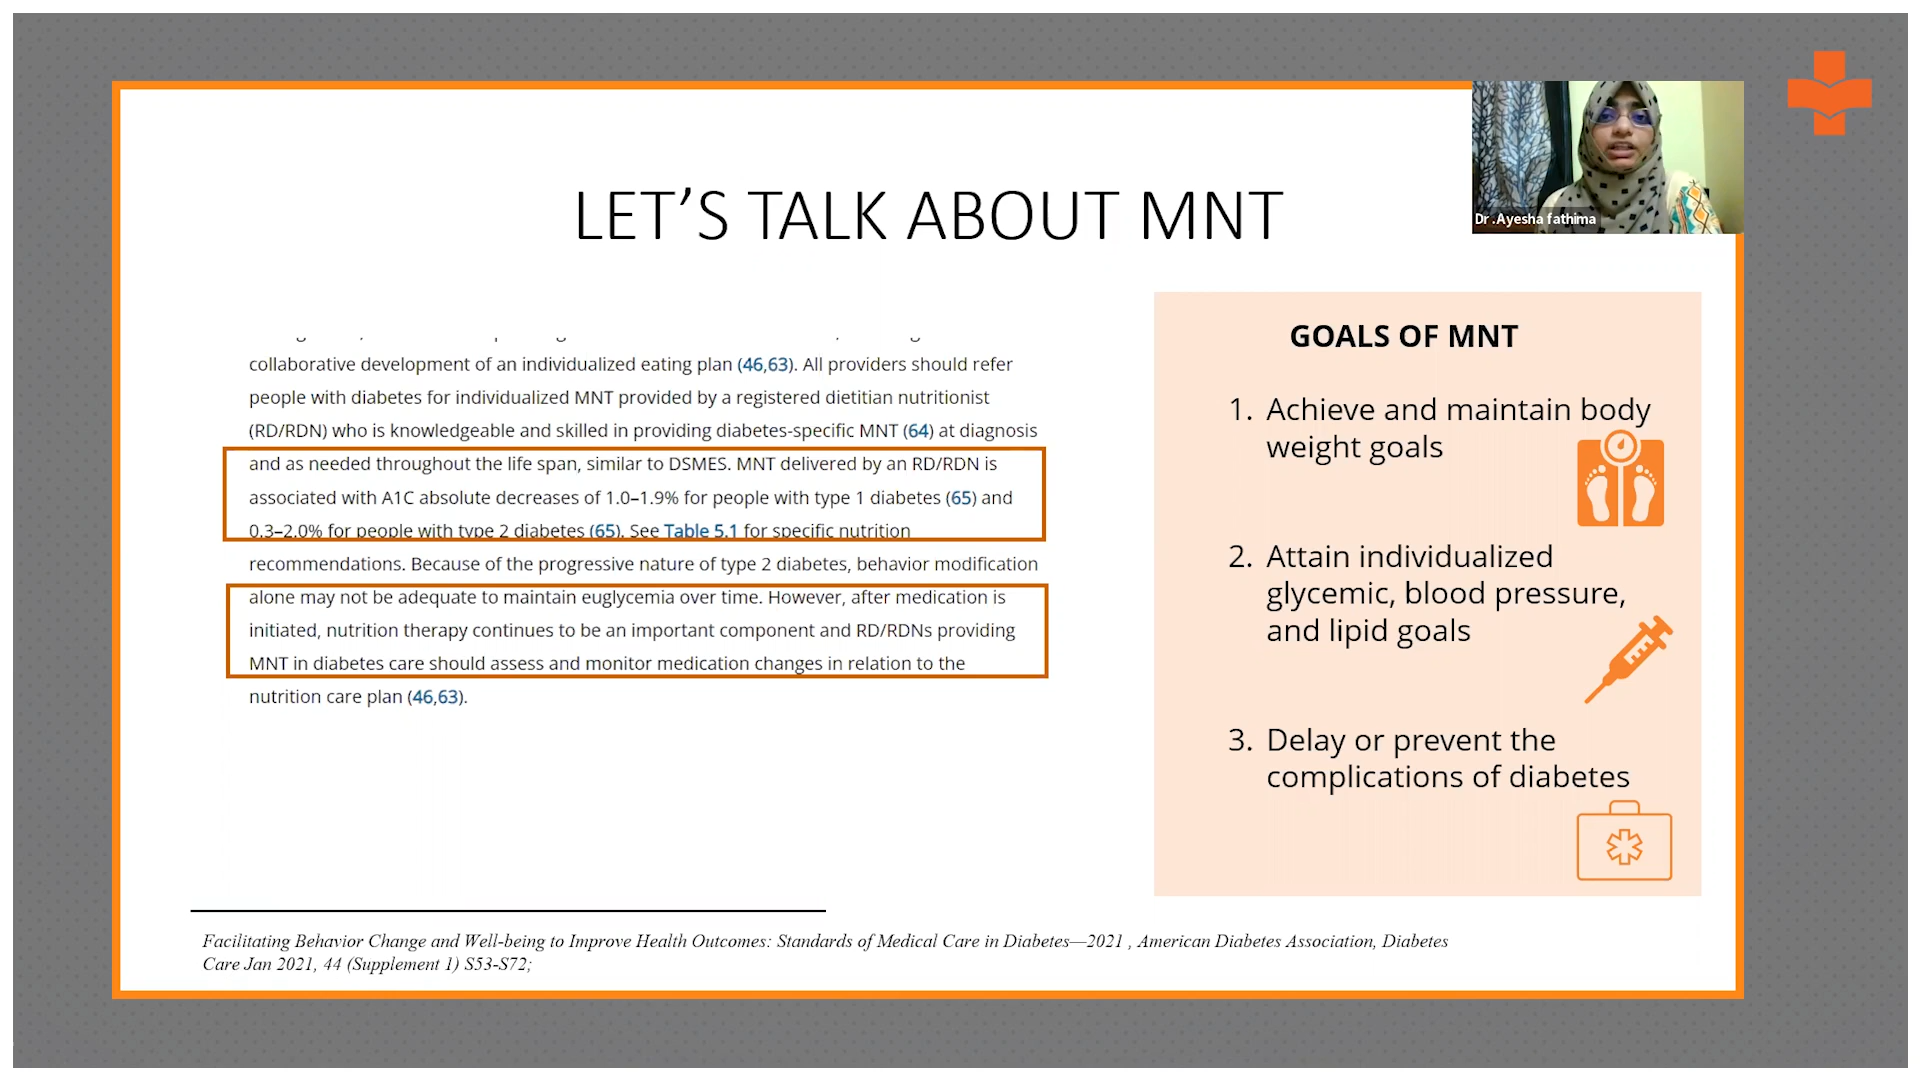 Dr .Ayesha fathima
LET’S TALK ABOUT MNT
collaborative development of an individualized eating plan (46,63). All providers should refer
people with diabetes for individualized MNT provided by a registered dietitian nutritionist
(RD/RDN) who is knowledgeable and skilled in providing diabetes-specific MNT (64) at diagnosis
and as needed throughout the life span, similar to DSMES. MNT delivered by an RD/RDN is
associated with A1C absolute decreases of 1.0–1.9% for people with type 1 diabetes (65) and
0.3–2.0% for people with type 2 diabetes (65). See Table 5.1 for specific nutrition
recommendations. Because of the progressive nature of type 2 diabetes, behavior modification
alone may not be adequate to maintain euglycemia over time. However, after medication is
initiated, nutrition therapy continues to be an important component and RD/RDNs providing
MNT in diabetes care should assess and monitor medication changes in relation to the
nutrition care plan (46,63).
GOALS OF MNT
1. Achieve and maintain body
weight goals
2. Attain individualized
glycemic, blood pressure,
and lipid goals
3. Delay or prevent the
complications of diabetes
Facilitating Behavior Change and Well-being to Improve Health Outcomes: Standards of Medical Care in Diabetes—2021 , American Diabetes Association, Diabetes
Care Jan 2021, 44 (Supplement 1) S53-S72;